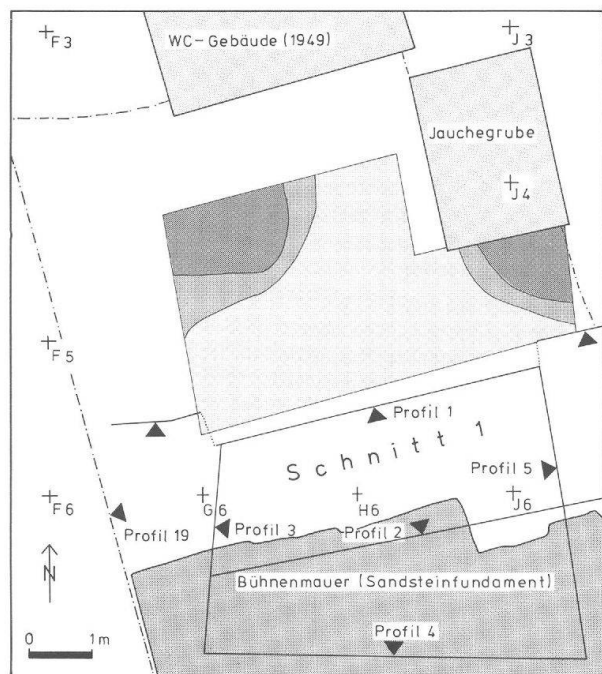 F3
WC-Gebäude (1949)
J3
Jauchegrube
J4
F5
Profil 1
Schnitt 1
Profil 5
F6
G6
H6
J6
Profil 19
Profil 3
Profil 2
N
Bühnenmauer (Sandsteinfundament)
0 1m
Profil 4